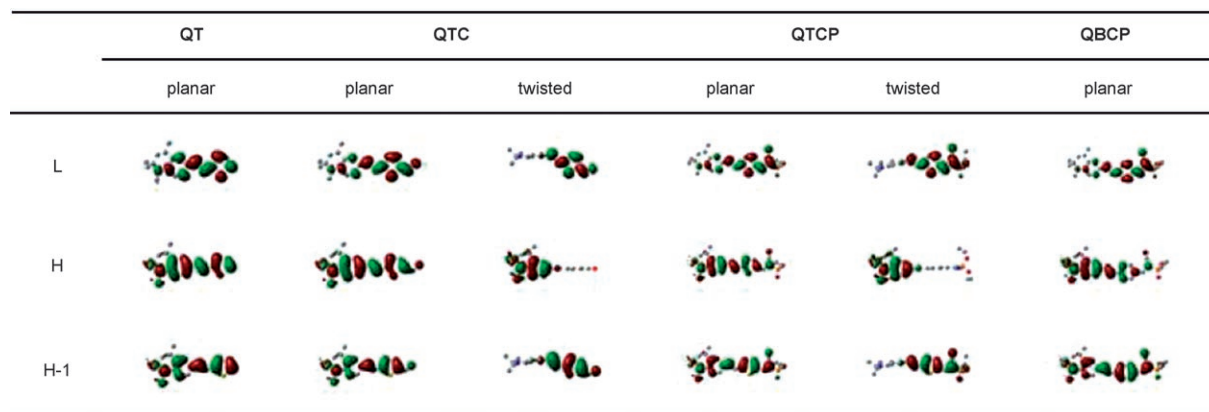 QT QTC QTCP QBCP
planar planar twisted planar twisted planar
L
H
H-1